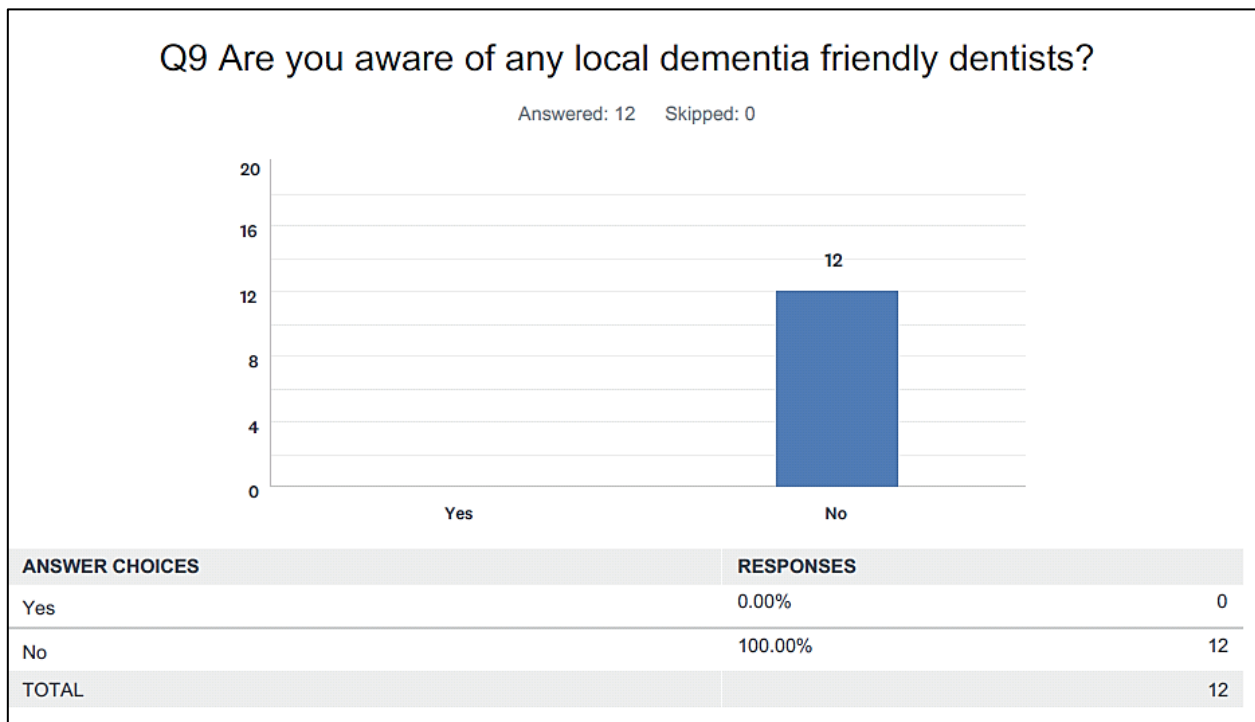 Q9 Are you aware of any local dementia friendly dentists?
Answered: 12 Skipped: 0
20
16
12
12
8
4
0
Yes No
ANSWER CHOICES RESPONSES
Yes 0.00% 0
No 100.00% 12
TOTAL 12